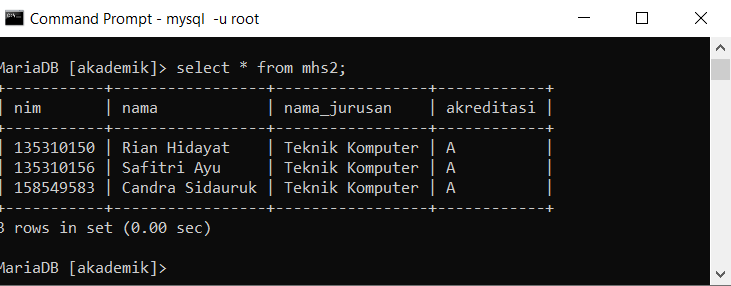 Command Prompt - mysql  -u root
MariaDB [akademik]> select * from mhs2;
+-----------+-----------------+----------------+------------+
| nim       | nama            | nama_jurusan   | akreditasi |
+-----------+-----------------+----------------+------------+
| 135310150 | Rian Hidayat    | Teknik Komputer | A          |
| 135310156 | Safitri Ayu     | Teknik Komputer | A          |
| 158549583 | Candra Sidauruk | Teknik Komputer | A          |
+-----------+-----------------+----------------+------------+
3 rows in set (0.00 sec)
MariaDB [akademik]>